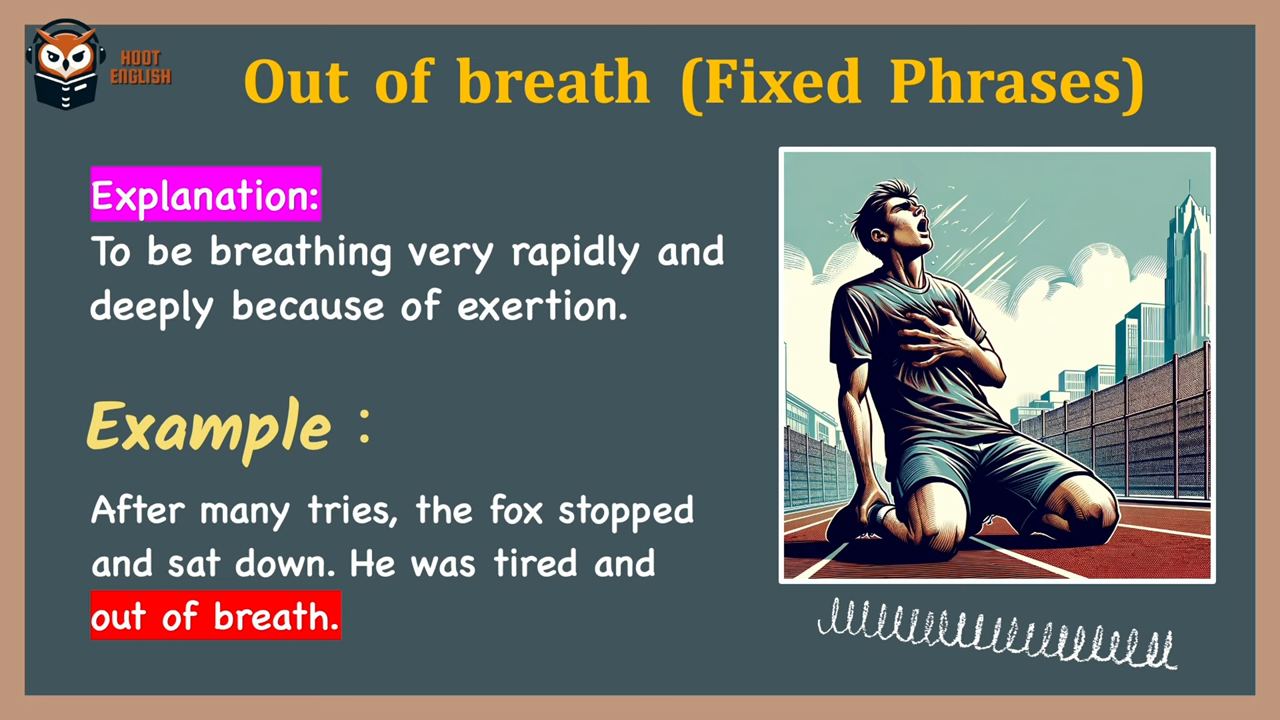 HOOT
ENGLISH
Out of breath (Fixed Phrases)
Explanation:
To be breathing very rapidly and
deeply because of exertion.
Example :
After many tries, the fox stopped
and sat down. He was tired and
out of breath.